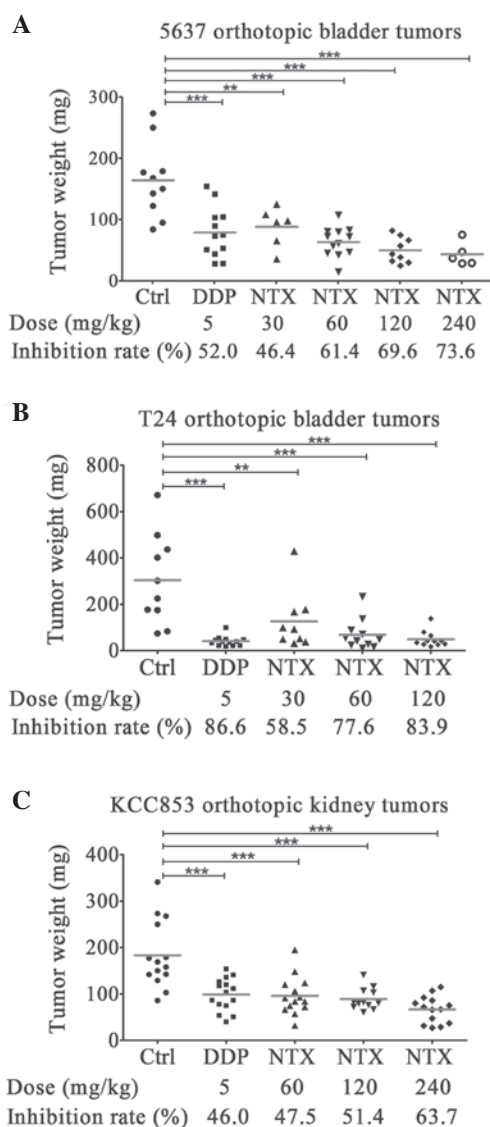 A
5637 orthotopic bladder tumors
***
***
***
**
***
Tumor weight (mg)
300
200
100
0
Ctrl DDP NTX NTX NTX NTX
Dose (mg/kg) 5 30 60 120 240
Inhibition rate (%) 52.0 46.4 61.4 69.6 73.6
B
T24 orthotopic bladder tumors
***
***
**
***
Tumor weight (mg)
800
600
400
200
0
Ctrl DDP NTX NTX NTX
Dose (mg/kg) 5 30 60 120
Inhibition rate (%) 86.6 58.5 77.6 83.9
C
KCC853 orthotopic kidney tumors
***
***
***
***
Tumor weight (mg)
400
300
200
100
0
Ctrl DDP NTX NTX NTX
Dose (mg/kg) 5 60 120 240
Inhibition rate (%) 46.0 47.5 51.4 63.7